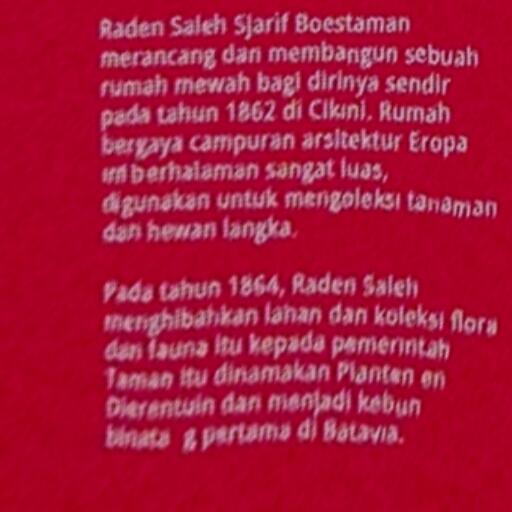 Raden Saleh Sjarif Boestaman
merancang dan membangun sebuah
rumah mewah bagi dirinya sendir
pada tahun 1862 di Cikini. Rumah
bergaya campuran arsitektur Eropa
ini berhalaman sangat luas,
digunakan untuk mengoleksi tanaman
dan hewan langka.
Pada tahun 1864, Raden Saleh
menghibahkan lahan dan koleksi flora
dan fauna itu kepada pemerintah
Taman itu dinamakan Planten en
Dierentuin dan menjadi kebun
binata g pertama di Batavia.